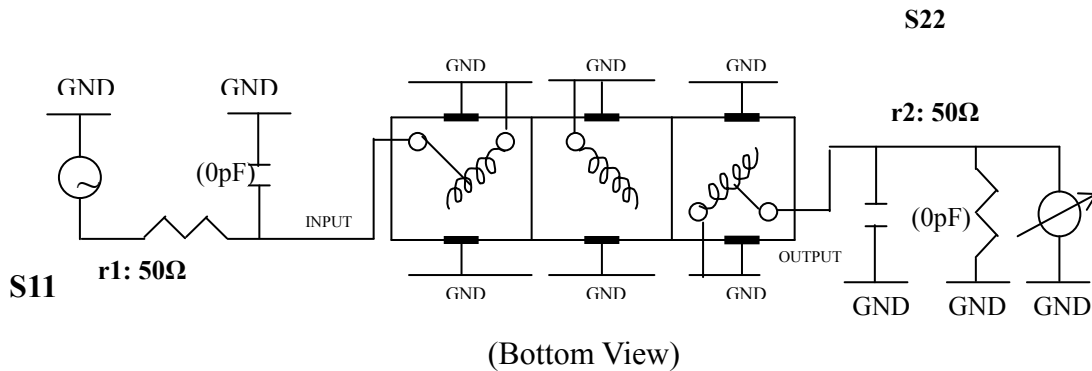 S22
GND
GND
GND
GND
GND
r2: 50Ω
(0pF)
(0pF)
INPUT
r1: 50Ω
OUTPUT
S11
GND
GND
GND
GND
GND
GND
(Bottom View)